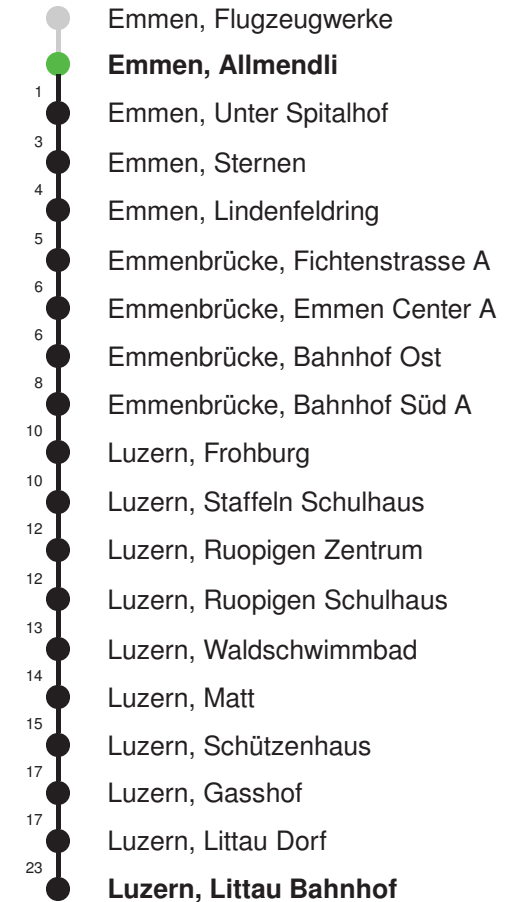 Emmen, Flugzeugwerke
Emmen, Allmendli
1
Emmen, Unter Spitalhof
3
Emmen, Sternen
4
Emmen, Lindenfeldring
5
Emmenbrücke, Fichtenstrasse A
6
Emmenbrücke, Emmen Center A
6
Emmenbrücke, Bahnhof Ost
8
Emmenbrücke, Bahnhof Süd A
10
Luzern, Frohburg
10
Luzern, Staffeln Schulhaus
12
Luzern, Ruopigen Zentrum
12
Luzern, Ruopigen Schulhaus
13
Luzern, Waldschwimmbad
14
Luzern, Matt
15
Luzern, Schützenhaus
17
Luzern, Gasshof
17
Luzern, Littau Dorf
23
Luzern, Littau Bahnhof